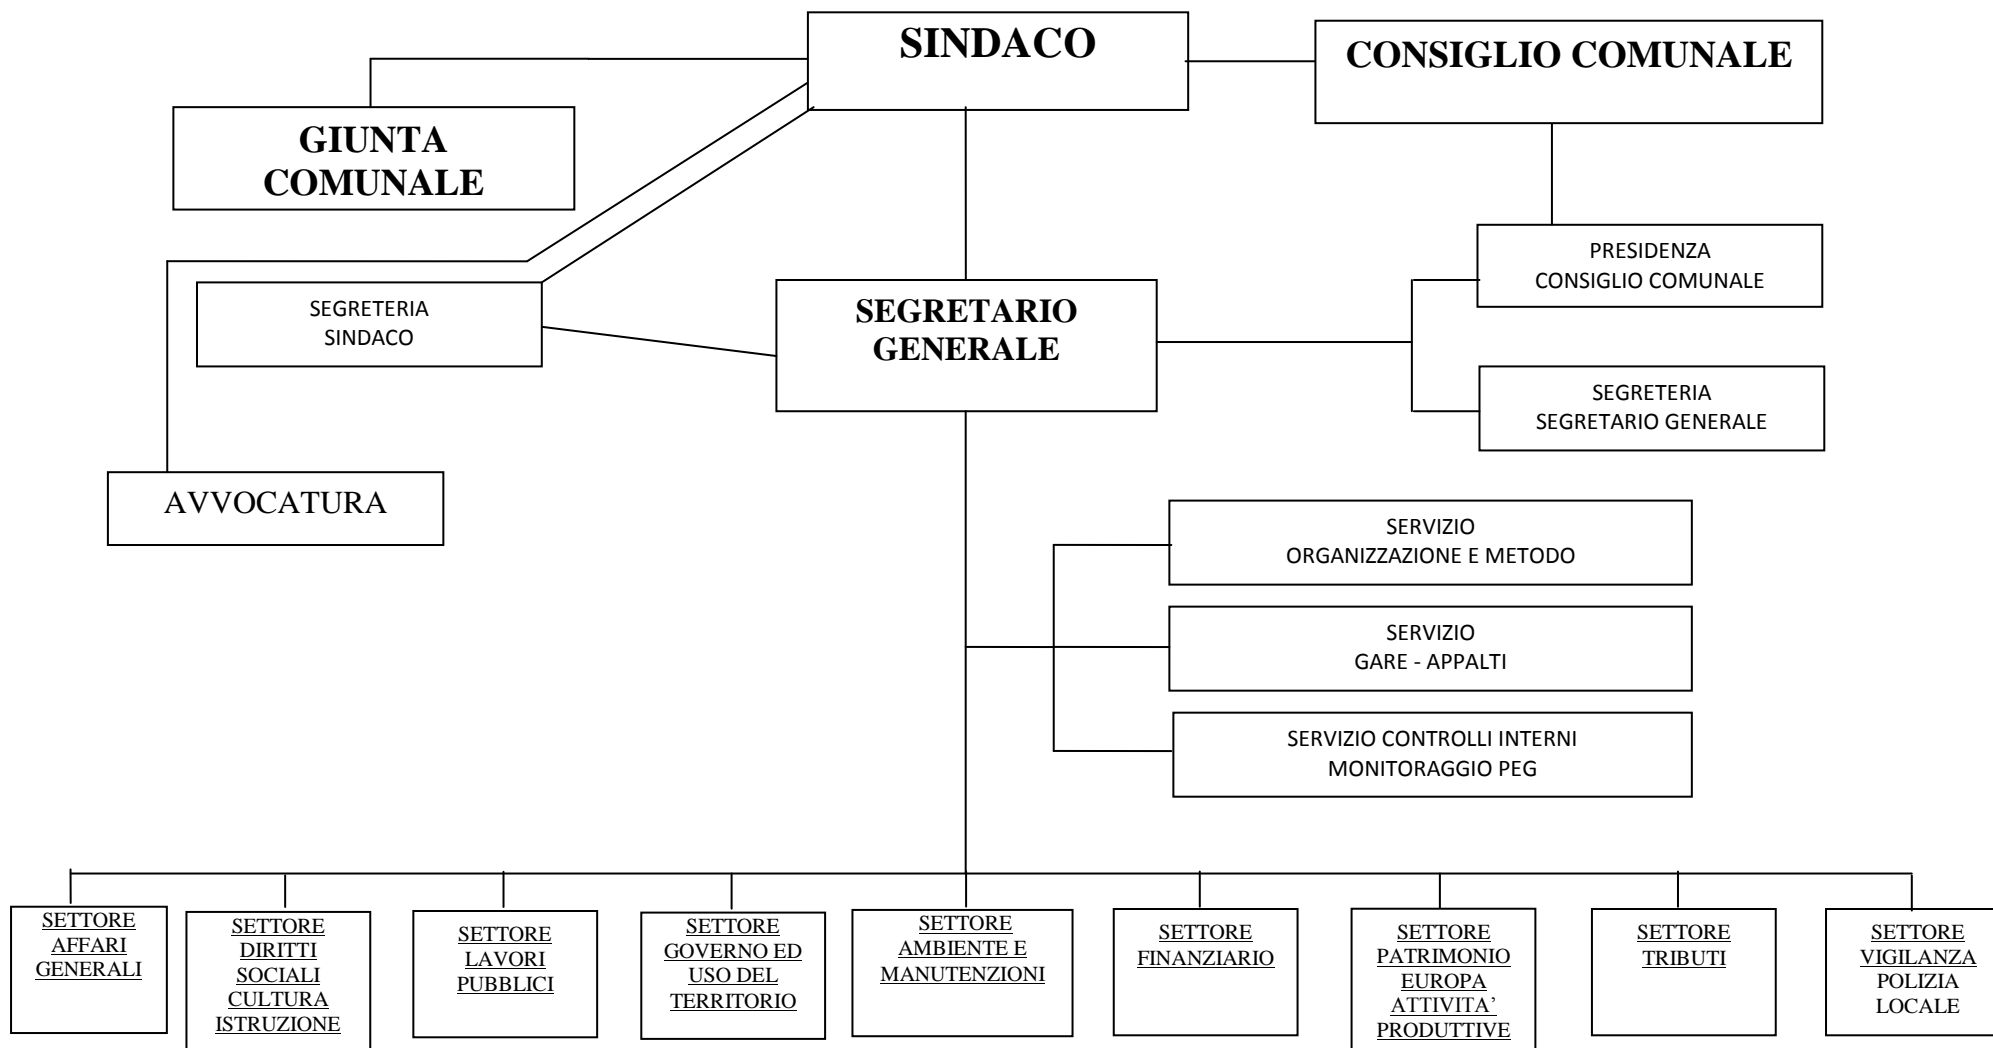 SINDACO
CONSIGLIO COMUNALE
GIUNTA
COMUNALE
PRESIDENZA
CONSIGLIO COMUNALE
SEGRETERIA
SINDACO
SEGRETARIO
GENERALE
SEGRETERIA
SEGRETARIO GENERALE
AVVOCATURA
SERVIZIO
ORGANIZZAZIONE E METODO
SERVIZIO
GARE - APPALTI
SERVIZIO CONTROLLI INTERNI
MONITORAGGIO PEG
SETTORE
AFFARI
GENERALI
SETTORE
DIRITTI
SOCIALI
CULTURA
ISTRUZIONE
SETTORE
LAVORI
PUBBLICI
SETTORE
GOVERNO ED
USO DEL
TERRITORIO
SETTORE
AMBIENTE E
MANUTENZIONI
SETTORE
FINANZIARIO
SETTORE
PATRIMONIO
EUROPA
ATTIVITA’
PRODUTTIVE
SETTORE
TRIBUTI
SETTORE
VIGILANZA
POLIZIA
LOCALE